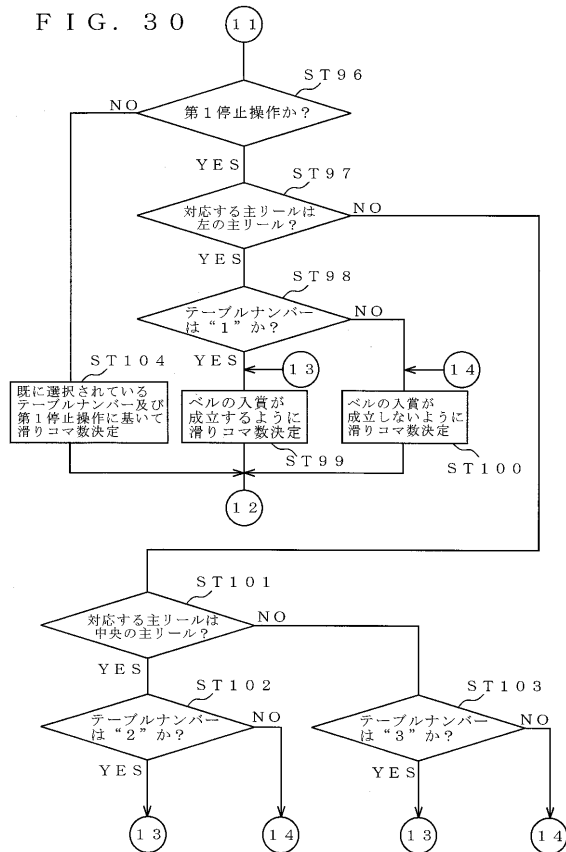 FIG. 30
11
ST96
第1停止操作か？
NO
YES
ST97
対応する主リールは
左の主リール？
NO
YES
ST98
テーブルナンバー
は“1”か？
NO
YES
ST104
既に選択されている
テーブルナンバー及び
第1停止操作に基いて
滑りコマ数決定
13
ベルの入賞が
成立するように
滑りコマ数決定
ST99
14
ベルの入賞が
成立しないように
滑りコマ数決定
ST100
12
ST101
対応する主リールは
中央の主リール？
NO
YES
ST102
テーブルナンバー
は“2”か？
NO
YES
ST103
テーブルナンバー
は“3”か？
NO
YES
13
14
13
14